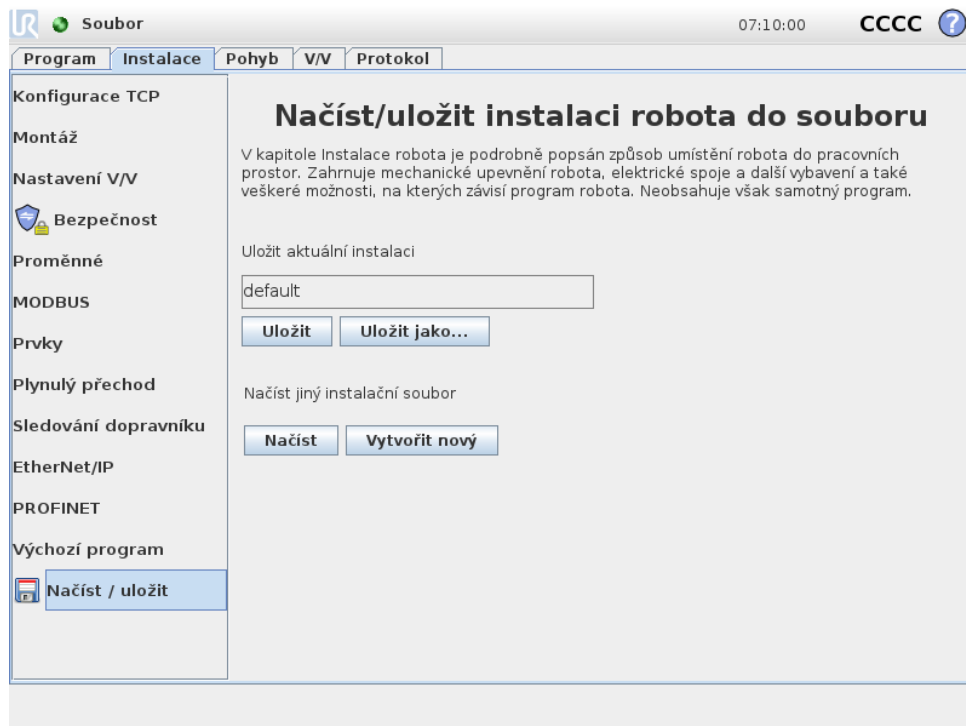 UR
Soubor
07:10:00
CCCC
?
Program
Instalace
Pohyb
V/V
Protokol
Konfigurace TCP
Montáž
Nastavení V/V
Bezpečnost
Proměnné
MODBUS
Prvky
Plynulý přechod
Sledování dopravníku
EtherNet/IP
PROFINET
Výchozí program
Načíst / uložit
Načíst/uložit instalaci robota do souboru
V kapitole Instalace robota je podrobně popsán způsob umístění robota do pracovních
prostor. Zahrnuje mechanické upevnění robota, elektrické spoje a další vybavení a také
veškeré možnosti, na kterých závisí program robota. Neobsahuje však samotný program.
Uložit aktuální instalaci
default
Uložit
Uložit jako...
Načíst jiný instalační soubor
Načíst
Vytvořit nový